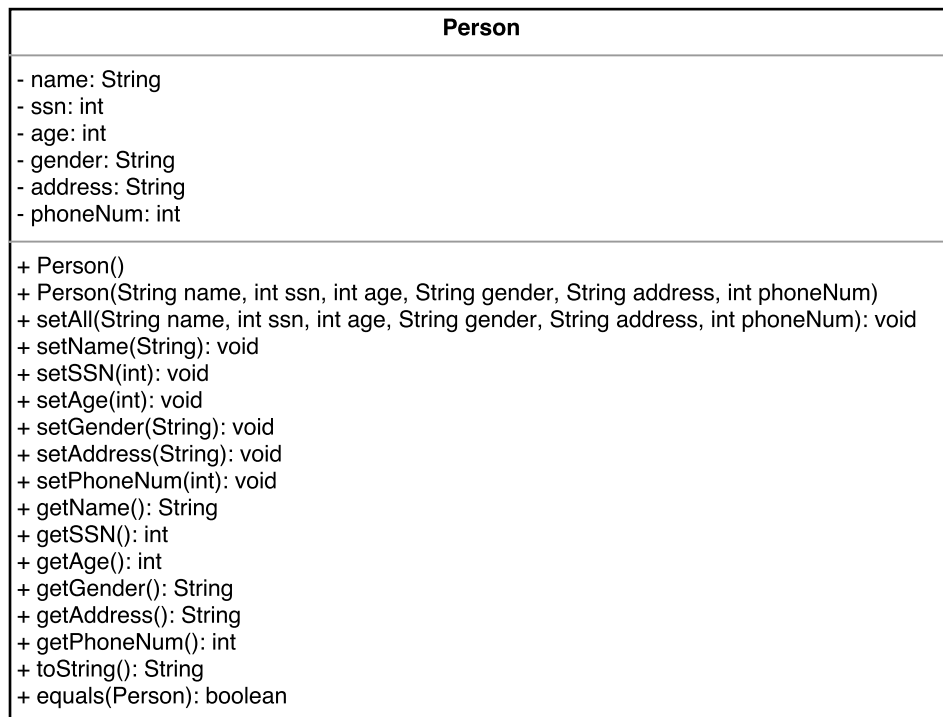 Person
- name: String
- ssn: int
- age: int
- gender: String
- address: String
- phoneNum: int
+ Person()
+ Person(String name, int ssn, int age, String gender, String address, int phoneNum)
+ setAll(String name, int ssn, int age, String gender, String address, int phoneNum): void
+ setName(String): void
+ setSSN(int): void
+ setAge(int): void
+ setGender(String): void
+ setAddress(String): void
+ setPhoneNum(int): void
+ getName(): String
+ getSSN(): int
+ getAge(): int
+ getGender(): String
+ getAddress(): String
+ getPhoneNum(): int
+ toString(): String
+ equals(Person): boolean